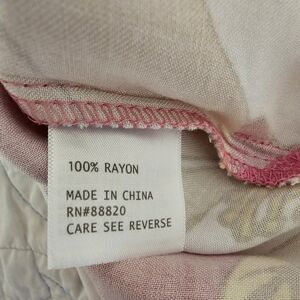 100% RAYON
MADE IN CHINA
RN#88820
CARE SEE REVERSE